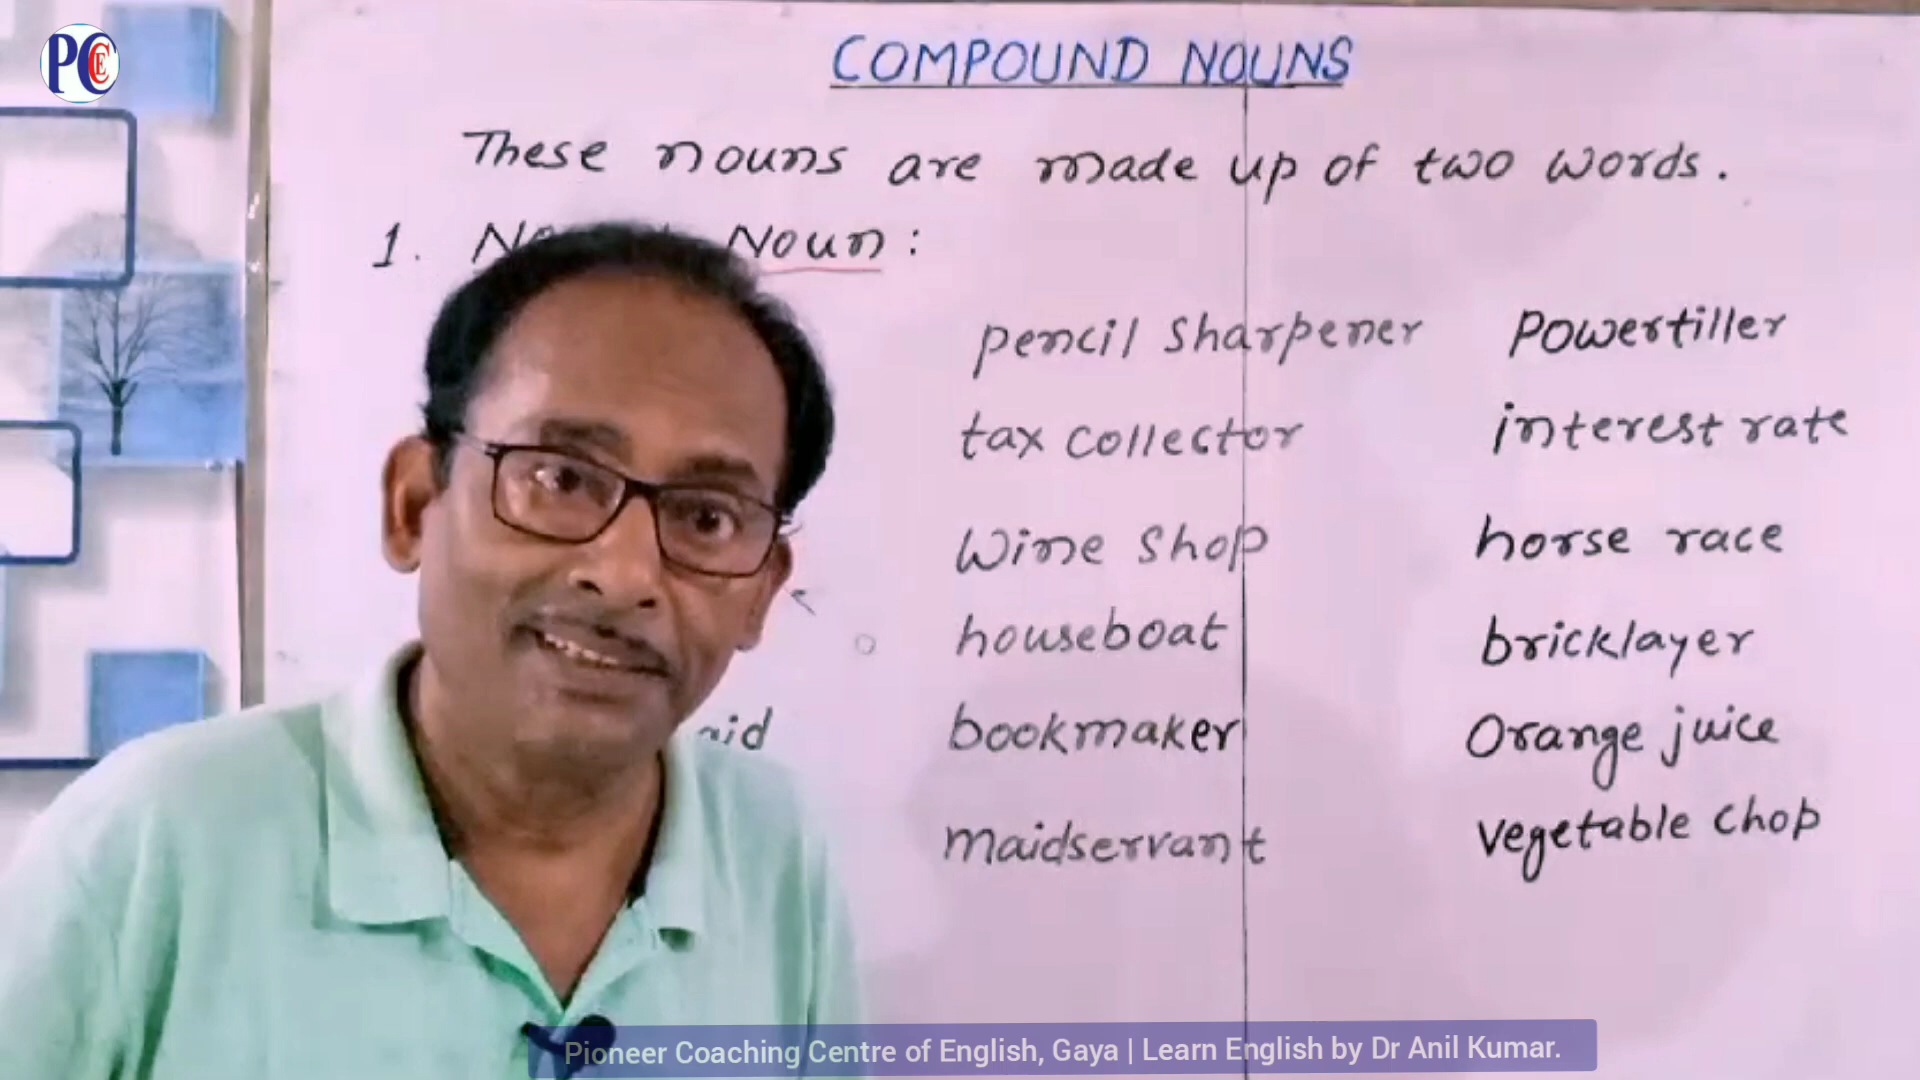 PCEC
COMPOUND NOUNS
These nouns are made up of two words.
1. Noun:
pencil sharpener Powertiller
tax collector interest rate
Wine shop horse race
houseboat bricklayer
bookmaker Orange juice
maidservant vegetable chop
Pioneer Coaching Centre of English, Gaya | Learn English by Dr Anil Kumar.